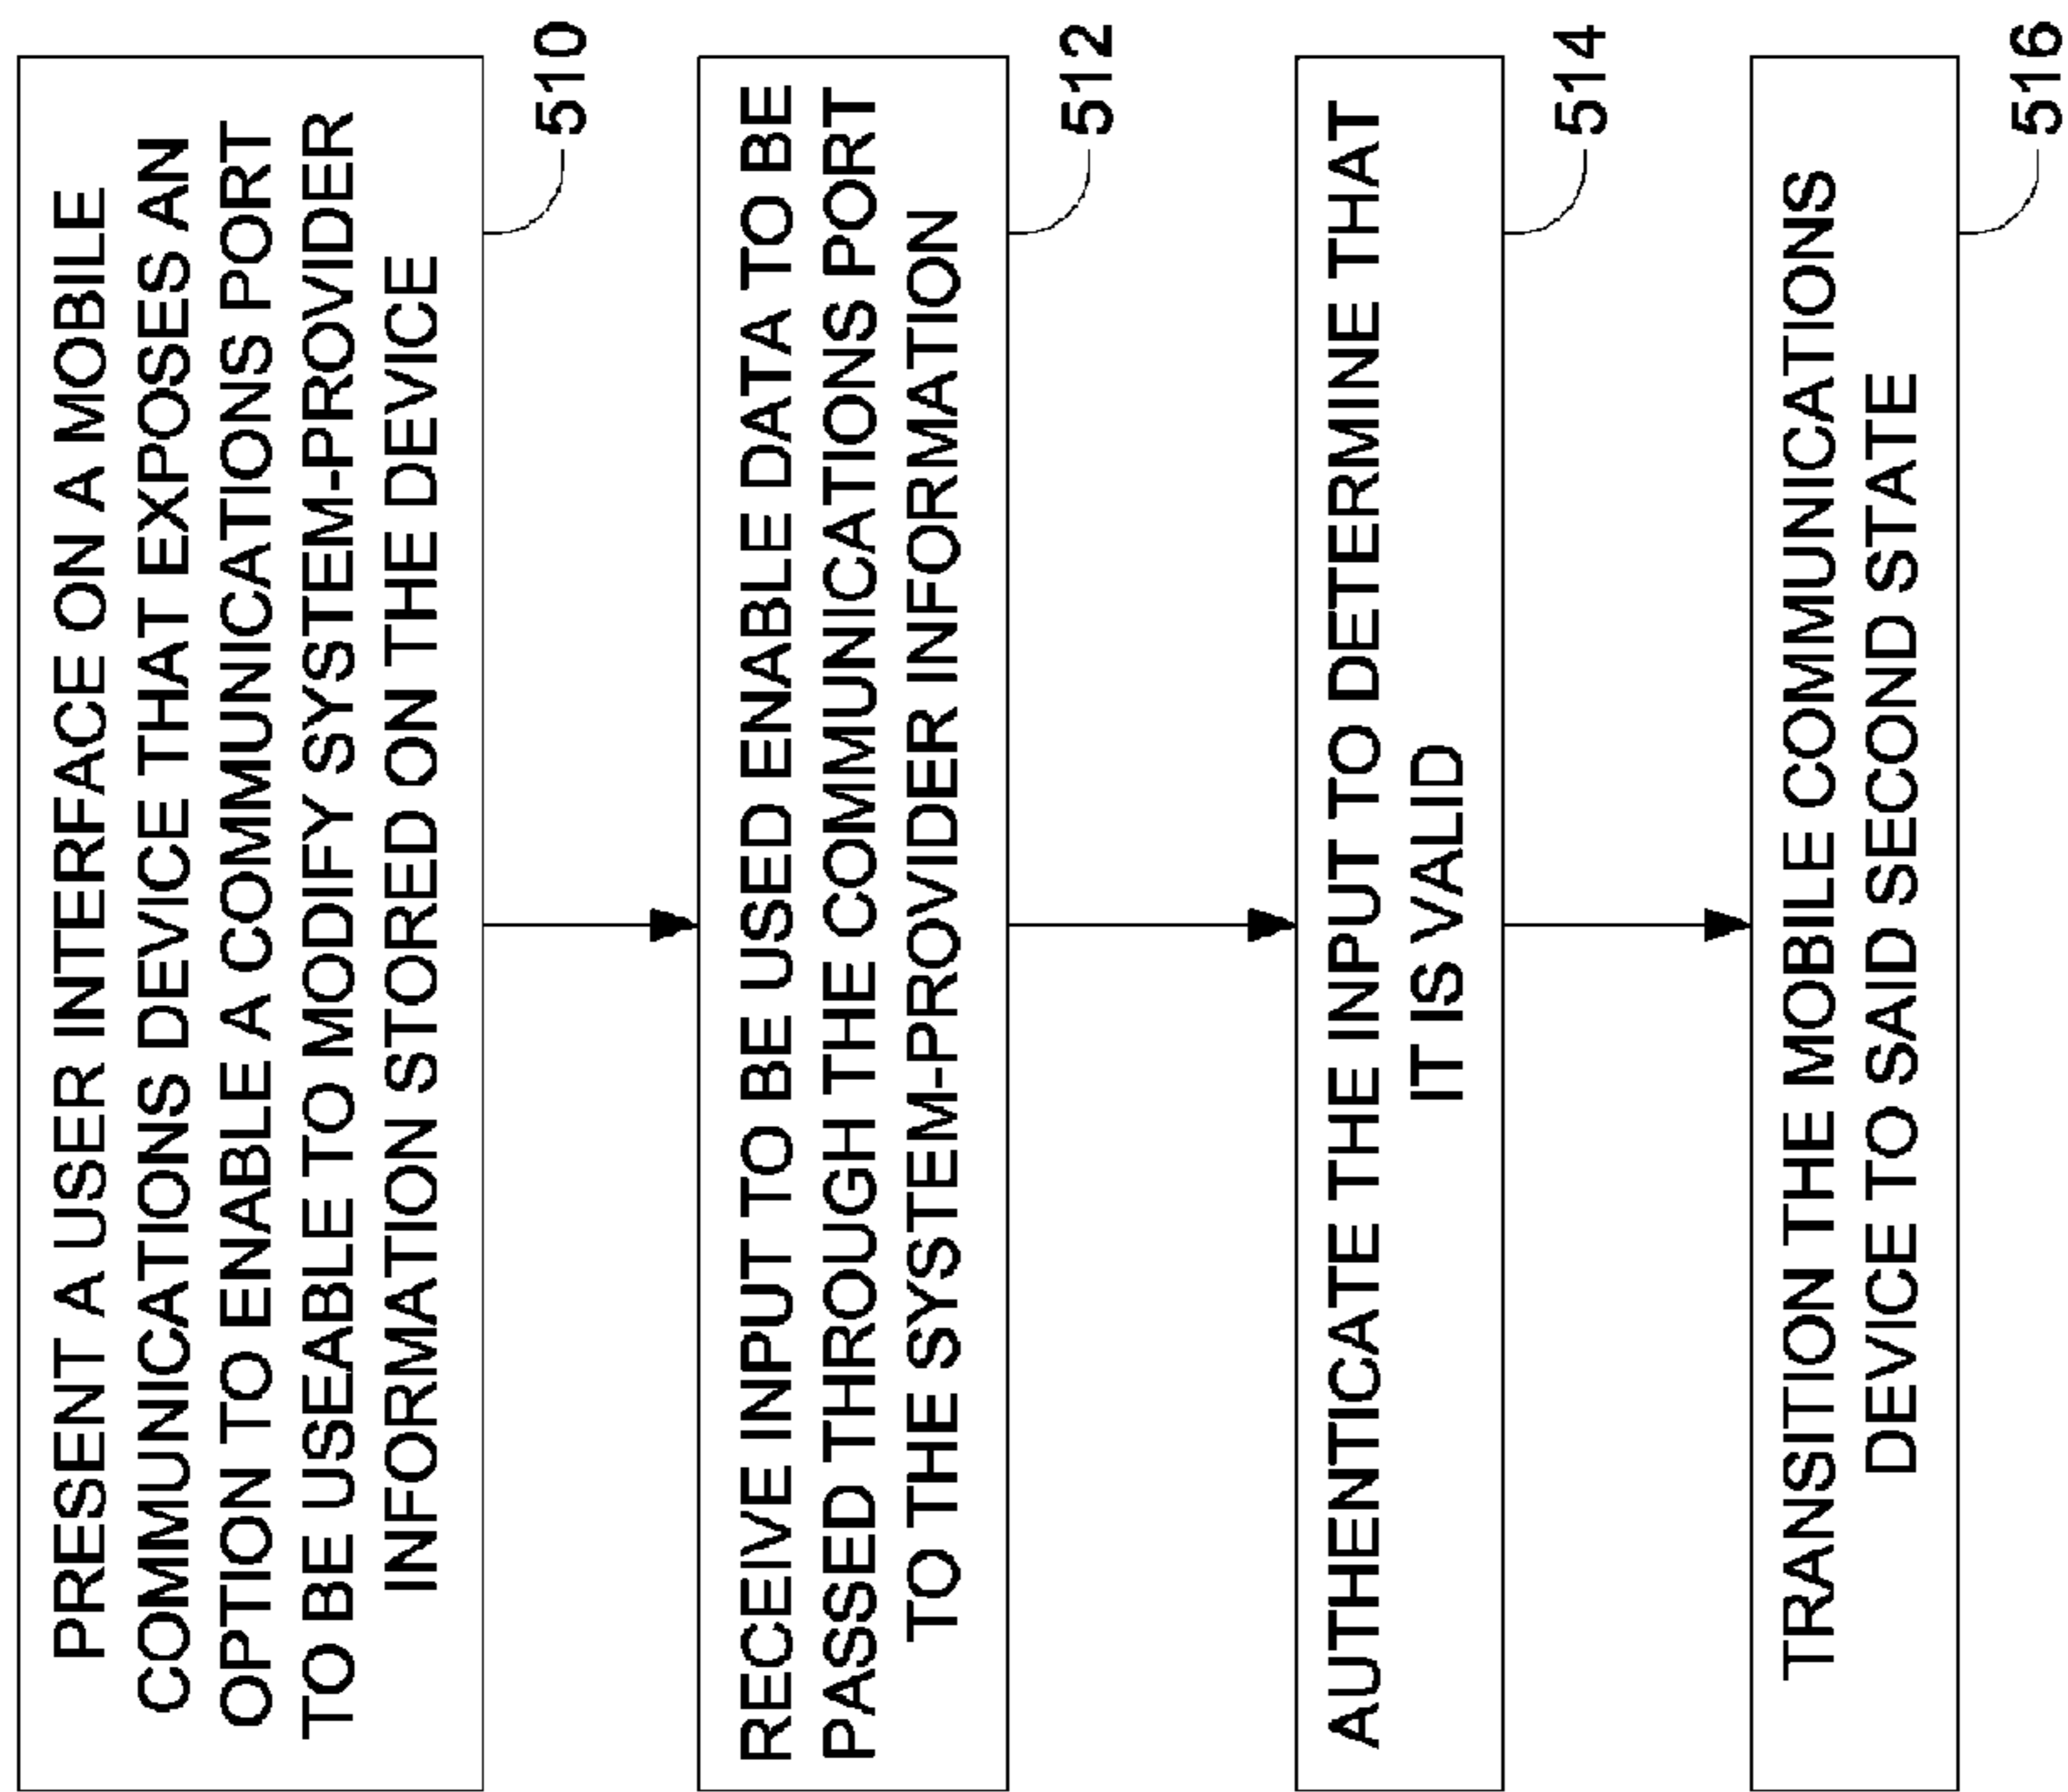 PRESENT A USER INTERFACE ON A MOBILE
COMMUNICATIONS DEVICE THAT EXPOSES AN
OPTION TO ENABLE A COMMUNICATIONS PORT
TO BE USEABLE TO MODIFY SYSTEM-PROVIDER
INFORMATION STORED ON THE DEVICE
510
RECEIVE INPUT TO BE USED ENABLE DATA TO BE
PASSED THROUGH THE COMMUNICATIONS PORT
TO THE SYSTEM-PROVIDER INFORMATION
512
AUTHENTICATE THE INPUT TO DETERMINE THAT
IT IS VALID
514
TRANSITION THE MOBILE COMMUNICATIONS
DEVICE TO SAID SECOND STATE
516